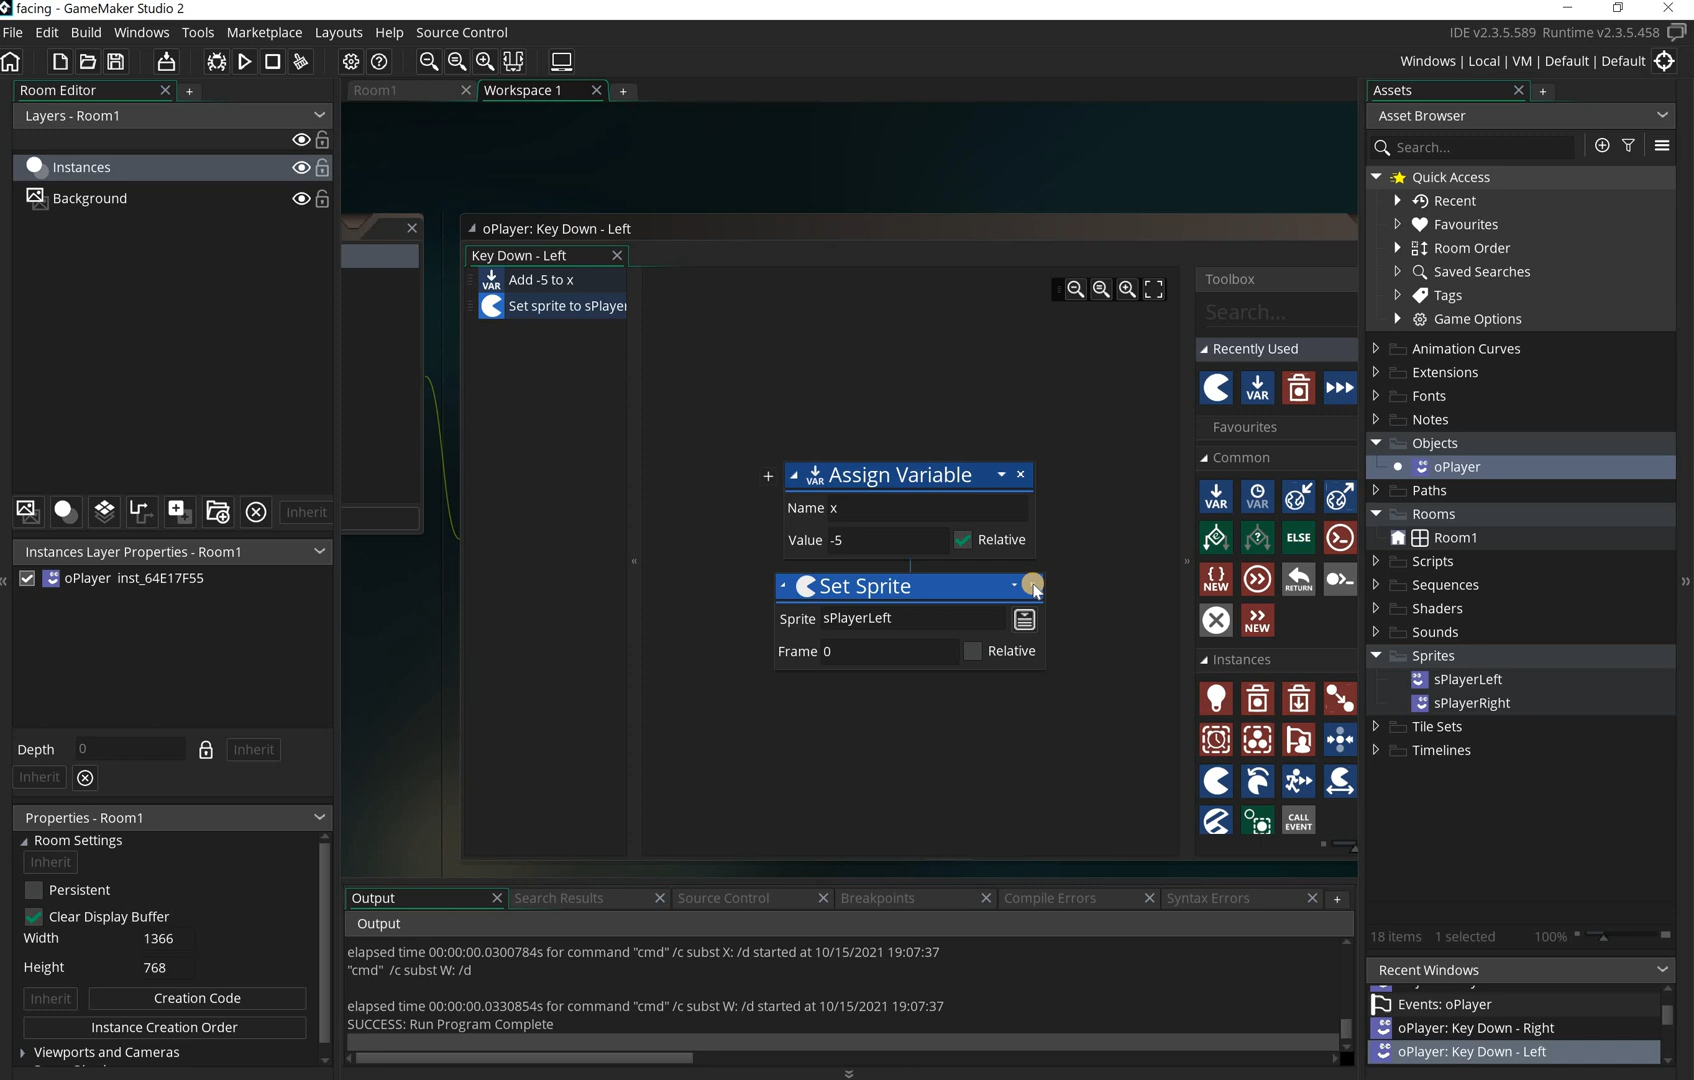 facing - GameMaker Studio 2
File Edit Build Windows Tools Marketplace Layouts Help Source Control
IDE v2.3.5.589 Runtime v2.3.5.458
Windows | Local | VM | Default | Default
Room Editor
Layers - Room1
Instances
Background
Inherit
Instances Layer Properties - Room1
oPlayer inst_64E17F55
Depth 0 Inherit
Inherit
Properties - Room1
Room Settings
Inherit
Persistent
Clear Display Buffer
Width 1366
Height 768
Inherit Creation Code
Instance Creation Order
Viewports and Cameras
Room1 Workspace 1
oPlayer: Key Down - Left
Key Down - Left
VAR Add -5 to x
Set sprite to sPlayer
VAR Assign Variable
Name x
Value -5 Relative
Set Sprite
Sprite sPlayerLeft
Frame 0 Relative
Toolbox
Search...
Recently Used
VAR
Favourites
Common
VAR VAR
ELSE
NEW RETURN
NEW
Instances
CALL
EVENT
Output Search Results Source Control Breakpoints Compile Errors Syntax Errors
Output
elapsed time 00:00:00.0300784s for command "cmd" /c subst X: /d started at 10/15/2021 19:07:37
"cmd" /c subst W: /d
elapsed time 00:00:00.0330854s for command "cmd" /c subst W: /d started at 10/15/2021 19:07:37
SUCCESS: Run Program Complete
Assets
Asset Browser
Search...
Quick Access
Recent
Favourites
Room Order
Saved Searches
Tags
Game Options
Animation Curves
Extensions
Fonts
Notes
Objects
oPlayer
Paths
Rooms
Room1
Scripts
Sequences
Shaders
Sounds
Sprites
sPlayerLeft
sPlayerRight
Tile Sets
Timelines
18 items 1 selected 100%
Recent Windows
Events: oPlayer
oPlayer: Key Down - Right
oPlayer: Key Down - Left